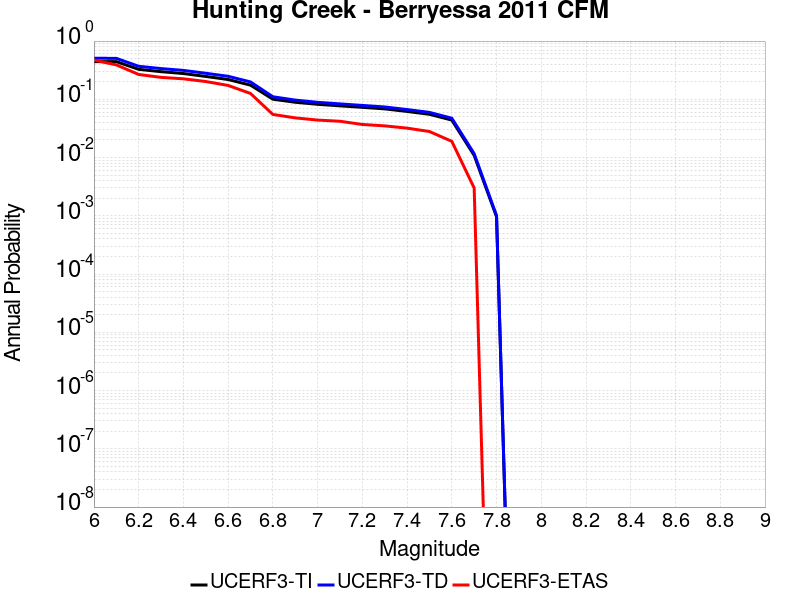 Hunting Creek - Berryessa 2011 CFM
10^0
10^-1
10^-2
10^-3
10^-4
10^-5
10^-6
10^-7
10^-8
Annual Probability
6 6.2 6.4 6.6 6.8 7 7.2 7.4 7.6 7.8 8 8.2 8.4 8.6 8.8 9
Magnitude
UCERF3-TI UCERF3-TD UCERF3-ETAS